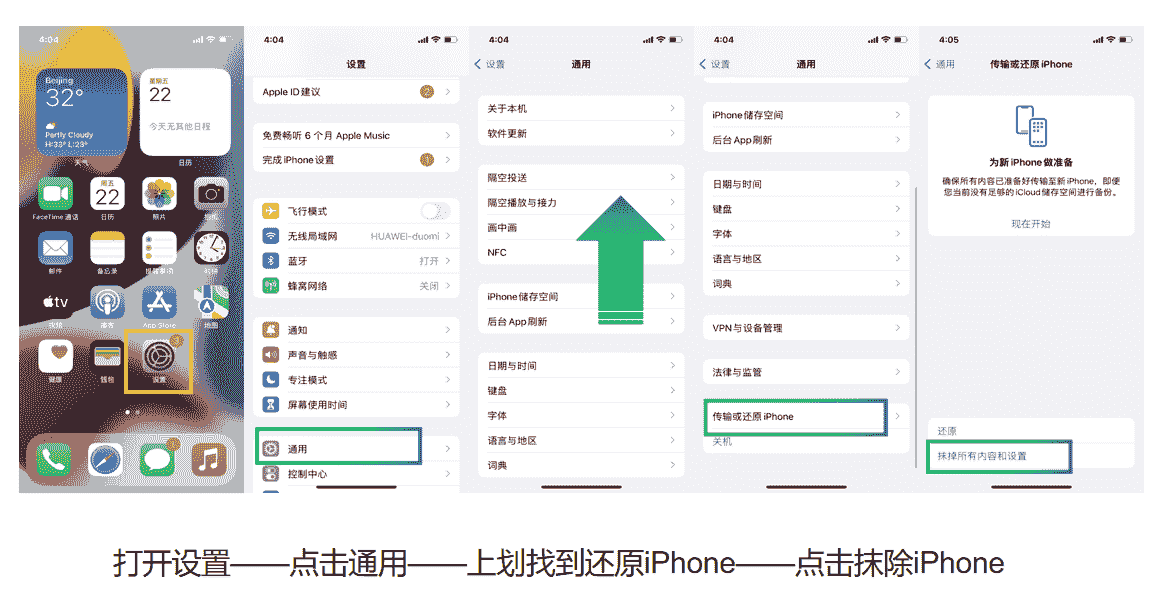 4:04
Beijing
32°
Partly Cloudy
H:33° L:23°
天气
星期五
22
今天无其他日程
日历
FaceTime 通话
周五
22
日历
照片
相机
邮件
备忘录
提醒事项
时钟
tv
视频
播客
App Store
地图
健康
钱包
3
设置
4:04
设置
Apple ID 建议
2
免费畅听 6 个月 Apple Music
完成 iPhone 设置
1
飞行模式
无线局域网
HUAWEI-duomi
蓝牙
打开
蜂窝网络
关闭
通知
声音与触感
专注模式
屏幕使用时间
通用
控制中心
4:04
设置
通用
关于本机
软件更新
隔空投送
隔空播放与接力
画中画
NFC
iPhone 储存空间
后台 App 刷新
日期与时间
键盘
字体
语言与地区
词典
4:04
设置
通用
iPhone 储存空间
后台 App 刷新
日期与时间
键盘
字体
语言与地区
词典
VPN 与设备管理
法律与监管
传输或还原 iPhone
关机
4:05
通用
传输或还原 iPhone
为新 iPhone 做准备
确保所有内容已准备好传输至新 iPhone，即便
您当前没有足够的 iCloud 储存空间进行备份。
现在开始
还原
抹掉所有内容和设置
打开设置——点击通用——上划找到还原iPhone——点击抹除iPhone